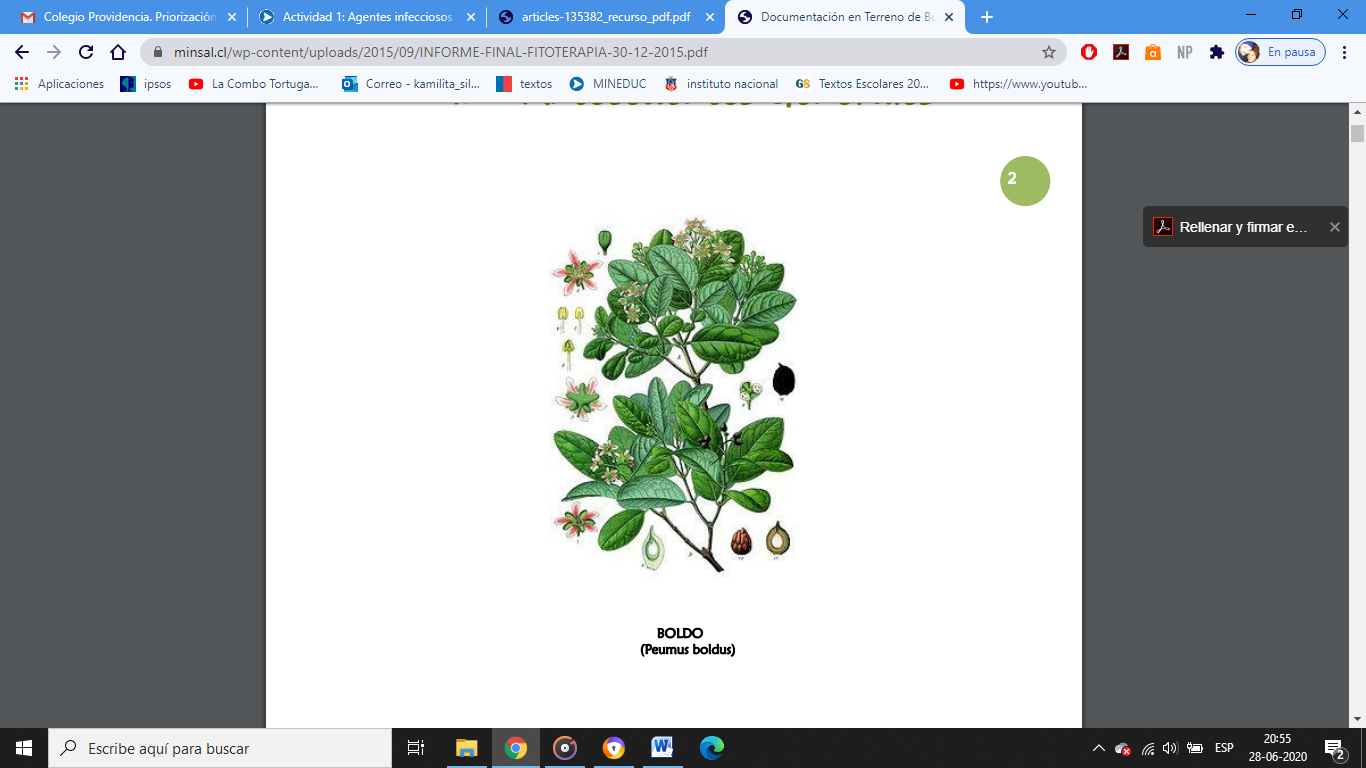 Colegio Providencia. Priorización
Actividad 1: Agentes infecciosos
articles-135382_recurso_pdf.pdf
Documentación en Terreno de Bu
minsal.cl/wp-content/uploads/2015/09/INFORME-FINAL-FITOTERAPIA-30-12-2015.pdf
NP
En pausa
Aplicaciones
ipsos
La Combo Tortuga...
Correo - kamilita_sil...
textos
MINEDUC
instituto nacional
GS
Textos Escolares 20...
https://www.youtub...
2
Rellenar y firmar e...
BOLDO
(Peumus boldus)
Escribe aquí para buscar
ESP
20:55
28-06-2020
2